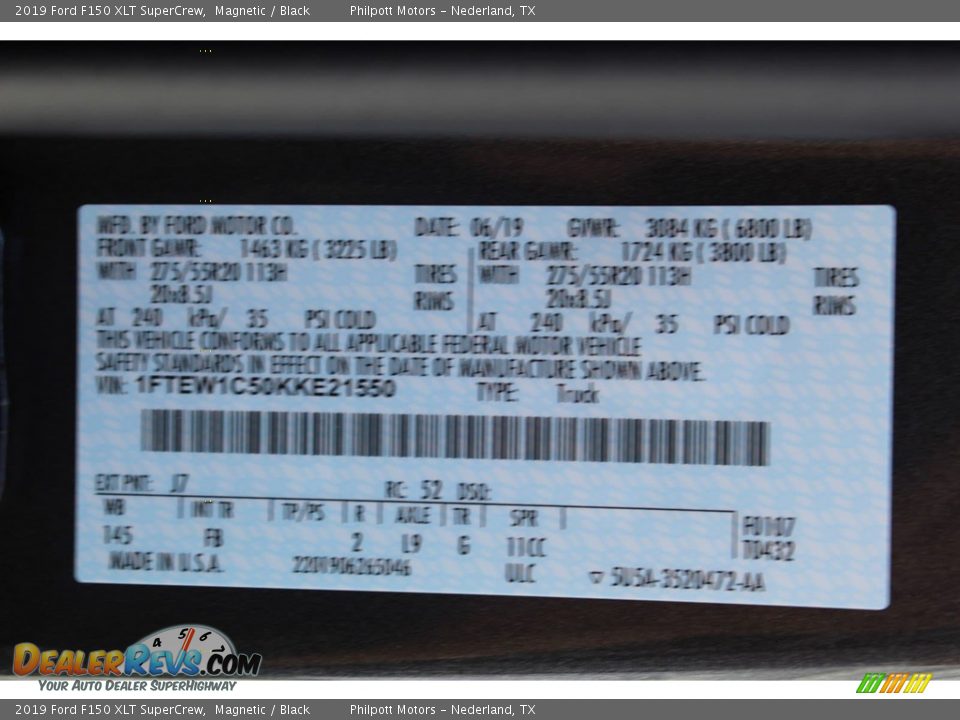 2019 Ford F150 XLT SuperCrew, Magnetic / Black Philpott Motors – Nederland, TX
MFD. BY FORD MOTOR CO. DATE: 06/19 GVWR: 3084 KG ( 6800 LB)
FRONT GAWR: 1463 KG ( 3225 LB) REAR GAWR: 1724 KG ( 3800 LB)
WITH 275/55R20 113H TIRES WITH 275/55R20 113H TIRES
20x8.5J RIMS 20x8.5J RIMS
AT 240 kPa/ 35 PSI COLD AT 240 kPa/ 35 PSI COLD
THIS VEHICLE CONFORMS TO ALL APPLICABLE FEDERAL MOTOR VEHICLE
SAFETY STANDARDS IN EFFECT ON THE DATE OF MANUFACTURE SHOWN ABOVE.
VIN: 1FTEW1C50KKE21550 TYPE: Truck
EXT PNT: J7 RC: 52 DSO:
WB INT TR TP/PS R AXLE TR SPR F0107
145 FB 2 L9 G 11CC T0432
MADE IN U.S.A. 2201906265046 ULC ▽ 5U5A-3520472-AA
4 5 6
DEALERREVS.COM
YOUR AUTO DEALER SUPERHIGHWAY
2019 Ford F150 XLT SuperCrew, Magnetic / Black Philpott Motors – Nederland, TX